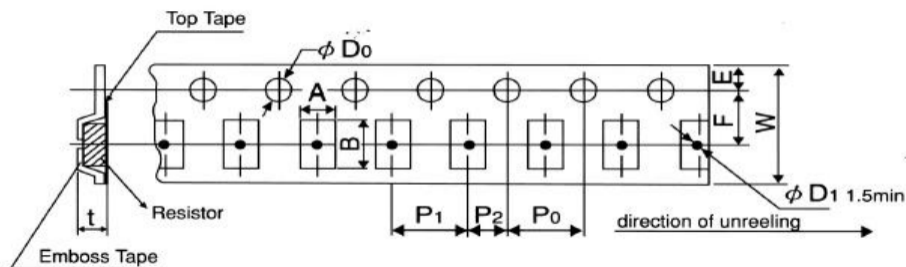 Top Tape
ϕ D0
A
B
E
F
W
t
Resistor
P1
P2
P0
ϕ D1 1.5min
direction of unreeling
Emboss Tape